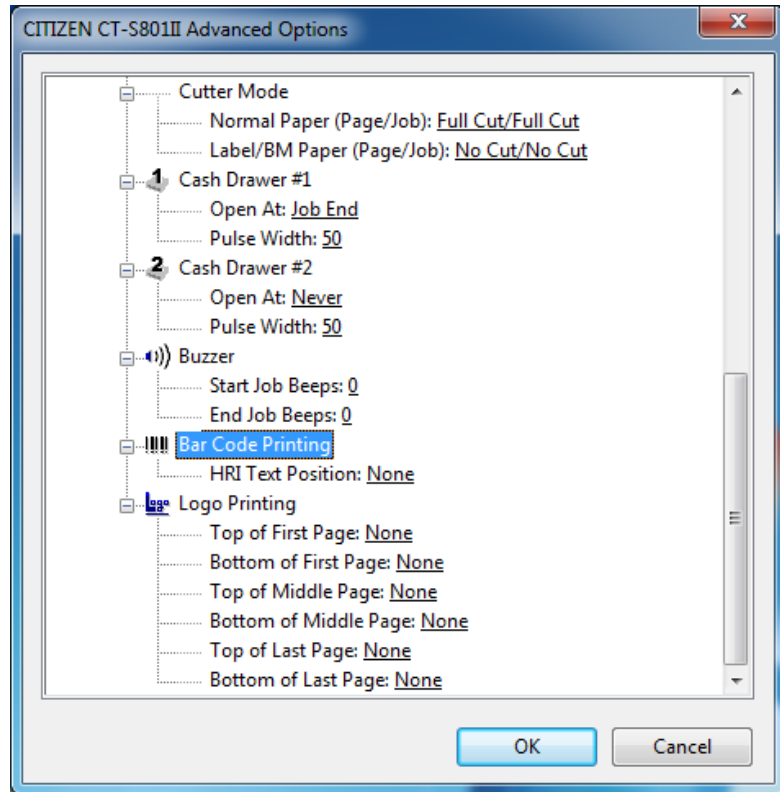 CITIZEN CT-S801II Advanced Options
Cutter Mode
Normal Paper (Page/Job): Full Cut/Full Cut
Label/BM Paper (Page/Job): No Cut/No Cut
1 Cash Drawer #1
Open At: Job End
Pulse Width: 50
2 Cash Drawer #2
Open At: Never
Pulse Width: 50
Buzzer
Start Job Beeps: 0
End Job Beeps: 0
Bar Code Printing
HRI Text Position: None
Logo Printing
Top of First Page: None
Bottom of First Page: None
Top of Middle Page: None
Bottom of Middle Page: None
Top of Last Page: None
Bottom of Last Page: None
OK Cancel